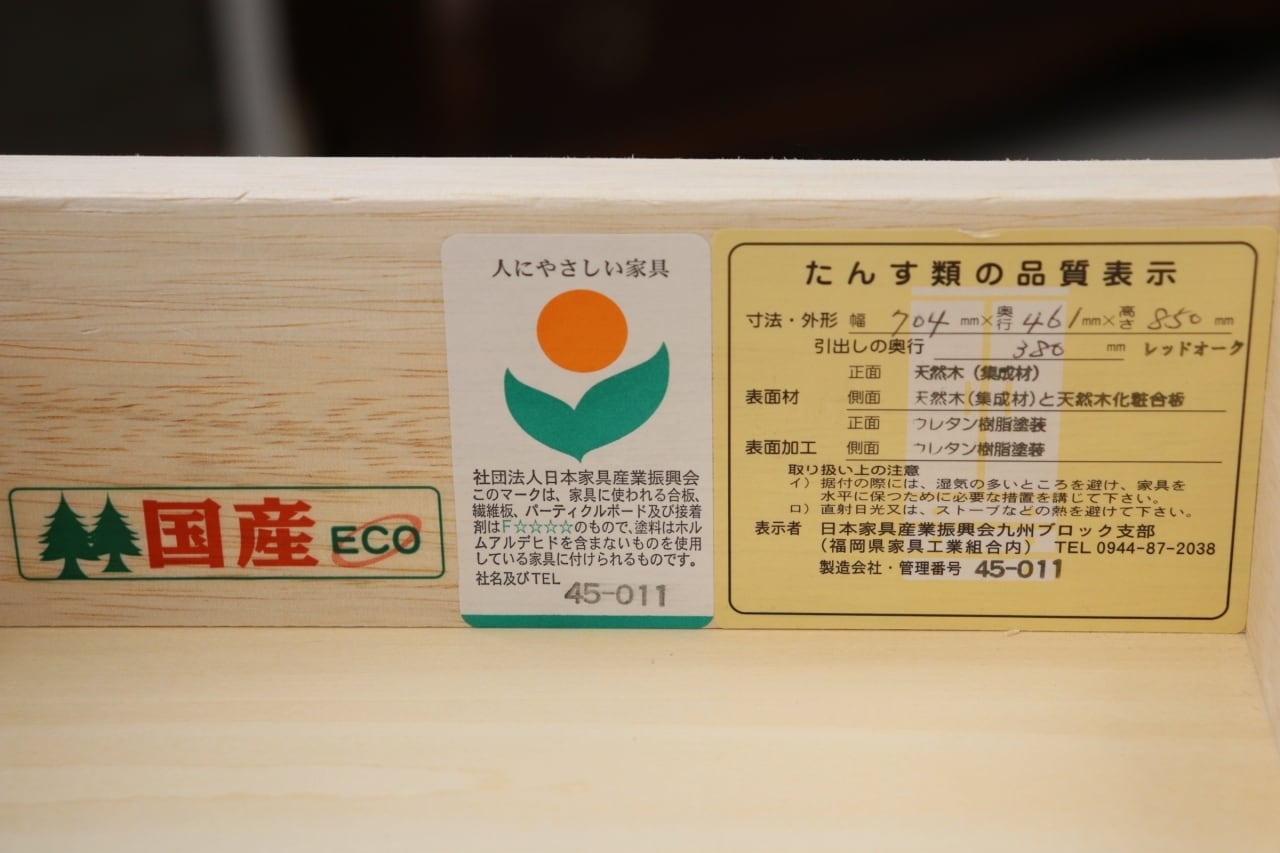 国産 ECO
人にやさしい家具
社団法人日本家具産業振興会
このマークは、家具に使われる合板、
繊維板、パーティクルボード及び接着
剤はF☆☆☆☆のもので、塗料はホル
ムアルデヒドを含まないものを使用
している家具に付けられるものです。
社名及びTEL
45-011
たんす類の品質表示
寸法・外形 幅 704 mm×奥行 461mm×高さ 850 mm
引出しの奥行 380 mm レッドオーク
正面 天然木(集成材)
表面材 側面 天然木(集成材)と天然木化粧合板
正面 ウレタン樹脂塗装
表面加工 側面 ウレタン樹脂塗装
取り扱い上の注意
イ)据付の際には、湿気の多いところを避け、家具を
水平に保つために必要な措置を講じて下さい。
ロ)直射日光又は、ストーブなどの熱を避けて下さい。
表示者 日本家具産業振興会九州ブロック支部
(福岡県家具工業組合内) TEL 0944-87-2038
製造会社・管理番号 45-011